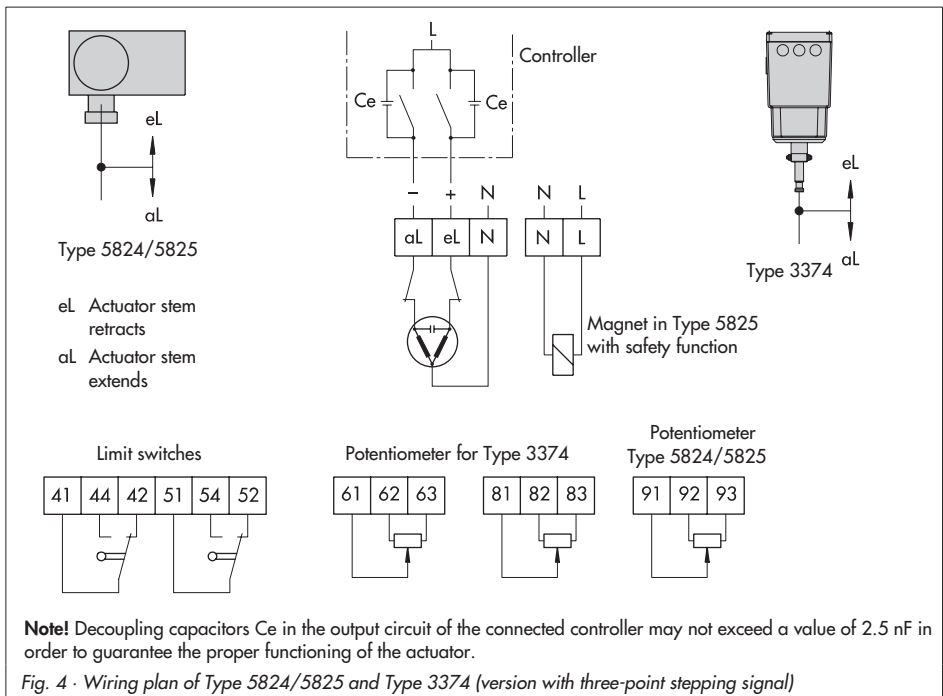 L
Controller
Ce
Ce
eL
aL
Type 5824/5825
eL
aL
Type 3374
eL Actuator stem
retracts
aL Actuator stem
extends
– + N N L
aL eL N N L
Magnet in Type 5825
with safety function
Limit switches
41 44 42 51 54 52
Potentiometer for Type 3374
61 62 63 81 82 83
Potentiometer
Type 5824/5825
91 92 93
Note! Decoupling capacitors Ce in the output circuit of the connected controller may not exceed a value of 2.5 nF in
order to guarantee the proper functioning of the actuator.
Fig. 4 · Wiring plan of Type 5824/5825 and Type 3374 (version with three-point stepping signal)